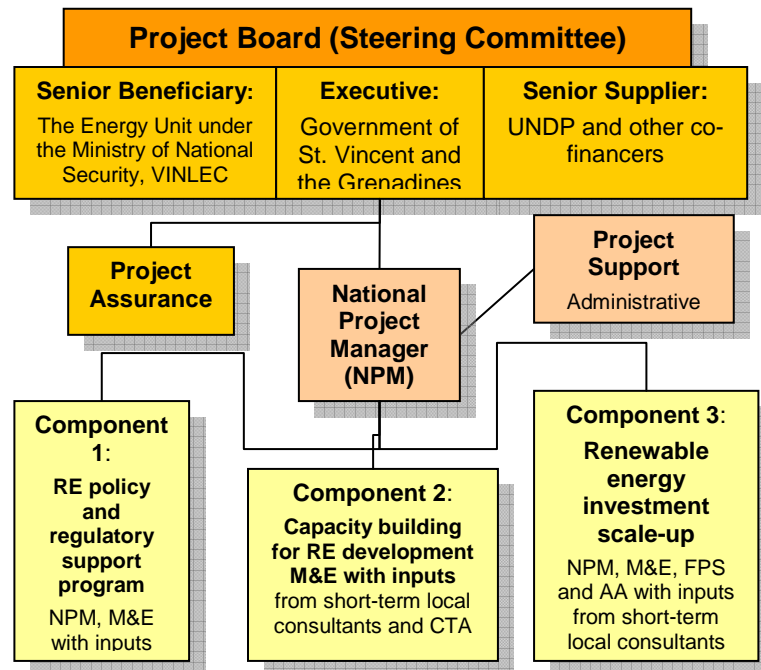 Project Board (Steering Committee)
Senior Beneficiary:
The Energy Unit under
the Ministry of National
Security, VINLEC
Executive:
Government of
St. Vincent and
the Grenadines
Senior Supplier:
UNDP and other co-
financers
Project
Assurance
National
Project
Manager
(NPM)
Project
Support
Administrative
Component
1:
RE policy
and
regulatory
support
program
NPM, M&E
with inputs
Component 2:
Capacity building
for RE development
M&E with inputs
from short-term local
consultants and CTA
Component 3:
Renewable
energy
investment
scale-up
NPM, M&E, FPS
and AA with inputs
from short-term
local consultants